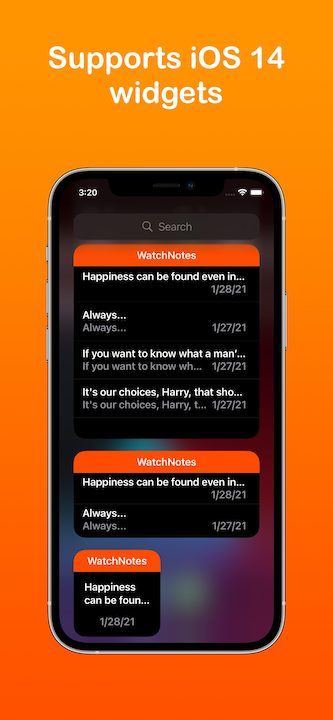 Supports iOS 14
widgets
3:20
Search
WatchNotes
Happiness can be found even in...
1/28/21
Always...
Always... 1/27/21
If you want to know what a man'...
If you want to know wh... 1/27/21
It's our choices, Harry, that sho...
It's our choices, Harry, t... 1/27/21
WatchNotes
Happiness can be found even in...
1/28/21
Always...
Always... 1/27/21
WatchNotes
Happiness
can be foun...
1/28/21